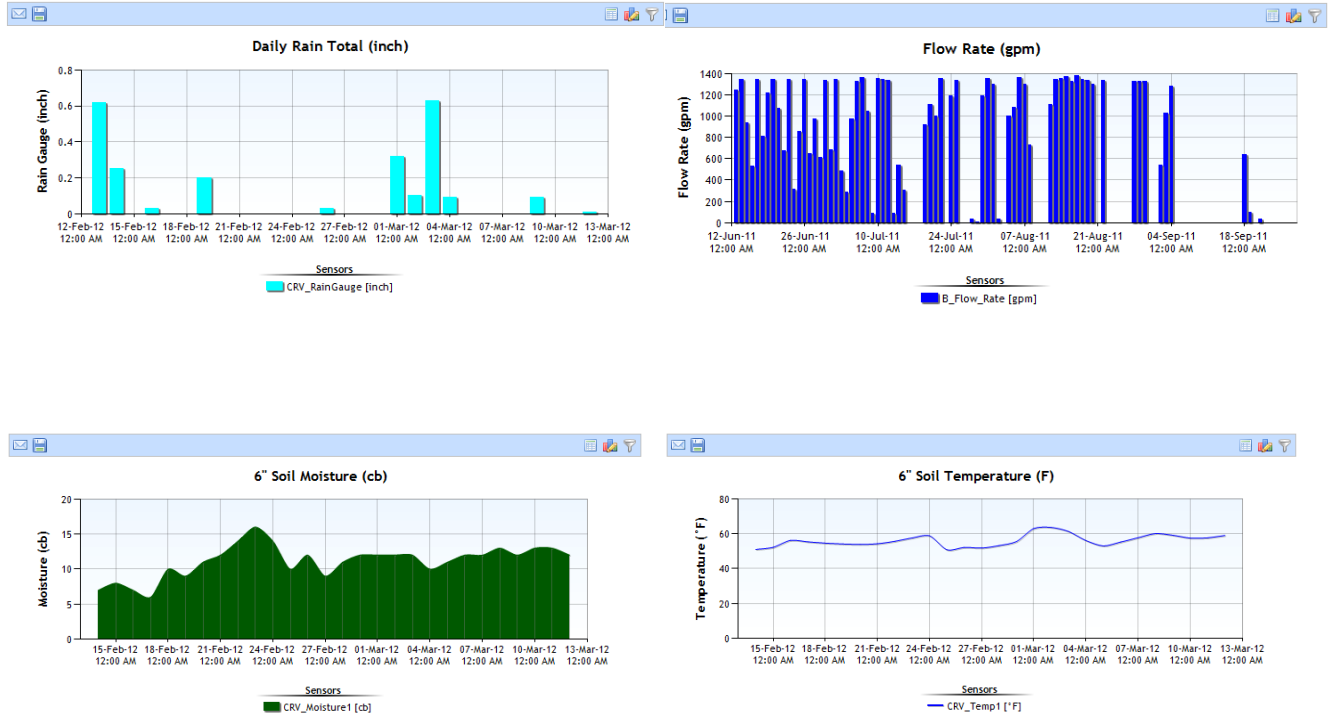 Daily Rain Total (inch)
Rain Gauge (inch)
0.8
0.6
0.4
0.2
0
12-Feb-12 15-Feb-12 18-Feb-12 21-Feb-12 24-Feb-12 27-Feb-12 01-Mar-12 04-Mar-12 07-Mar-12 10-Mar-12 13-Mar-12
12:00 AM 12:00 AM 12:00 AM 12:00 AM 12:00 AM 12:00 AM 12:00 AM 12:00 AM 12:00 AM 12:00 AM 12:00 AM
Sensors
CRV_RainGauge [inch]
Flow Rate (gpm)
Flow Rate (gpm)
1400
1200
1000
800
600
400
200
0
12-Jun-11 26-Jun-11 10-Jul-11 24-Jul-11 07-Aug-11 21-Aug-11 04-Sep-11 18-Sep-11
12:00 AM 12:00 AM 12:00 AM 12:00 AM 12:00 AM 12:00 AM 12:00 AM 12:00 AM
Sensors
B_Flow_Rate [gpm]
6" Soil Moisture (cb)
Moisture (cb)
20
15
10
5
0
15-Feb-12 18-Feb-12 21-Feb-12 24-Feb-12 27-Feb-12 01-Mar-12 04-Mar-12 07-Mar-12 10-Mar-12 13-Mar-12
12:00 AM 12:00 AM 12:00 AM 12:00 AM 12:00 AM 12:00 AM 12:00 AM 12:00 AM 12:00 AM 12:00 AM
Sensors
CRV_Moisture1 [cb]
6" Soil Temperature (F)
Temperature (°F)
80
60
40
20
0
15-Feb-12 18-Feb-12 21-Feb-12 24-Feb-12 27-Feb-12 01-Mar-12 04-Mar-12 07-Mar-12 10-Mar-12 13-Mar-12
12:00 AM 12:00 AM 12:00 AM 12:00 AM 12:00 AM 12:00 AM 12:00 AM 12:00 AM 12:00 AM 12:00 AM
Sensors
CRV_Temp1 [°F]